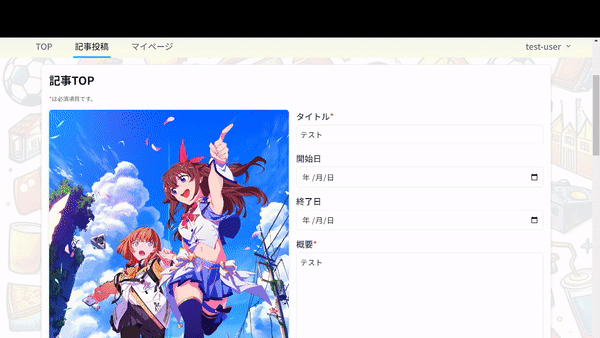 TOP 記事投稿 マイページ test-user
記事TOP
*は必須項目です。
タイトル*
テスト
開始日
年 /月/日
終了日
年 /月/日
概要*
テスト